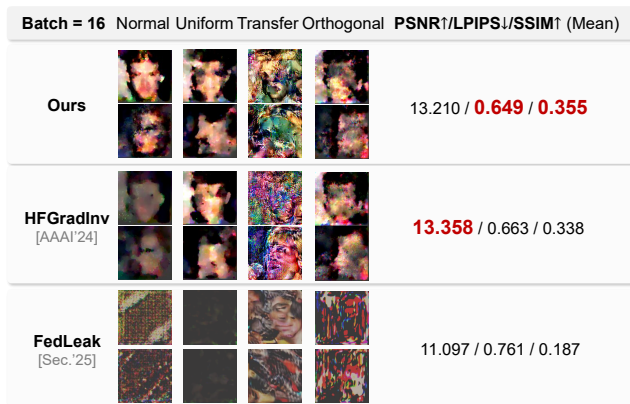 Batch = 16 Normal Uniform Transfer Orthogonal PSNR↑/LPIPS↓/SSIM↑ (Mean)
Ours
13.210 / 0.649 / 0.355
HFGradInv
[AAAI'24]
13.358 / 0.663 / 0.338
FedLeak
[Sec.'25]
11.097 / 0.761 / 0.187